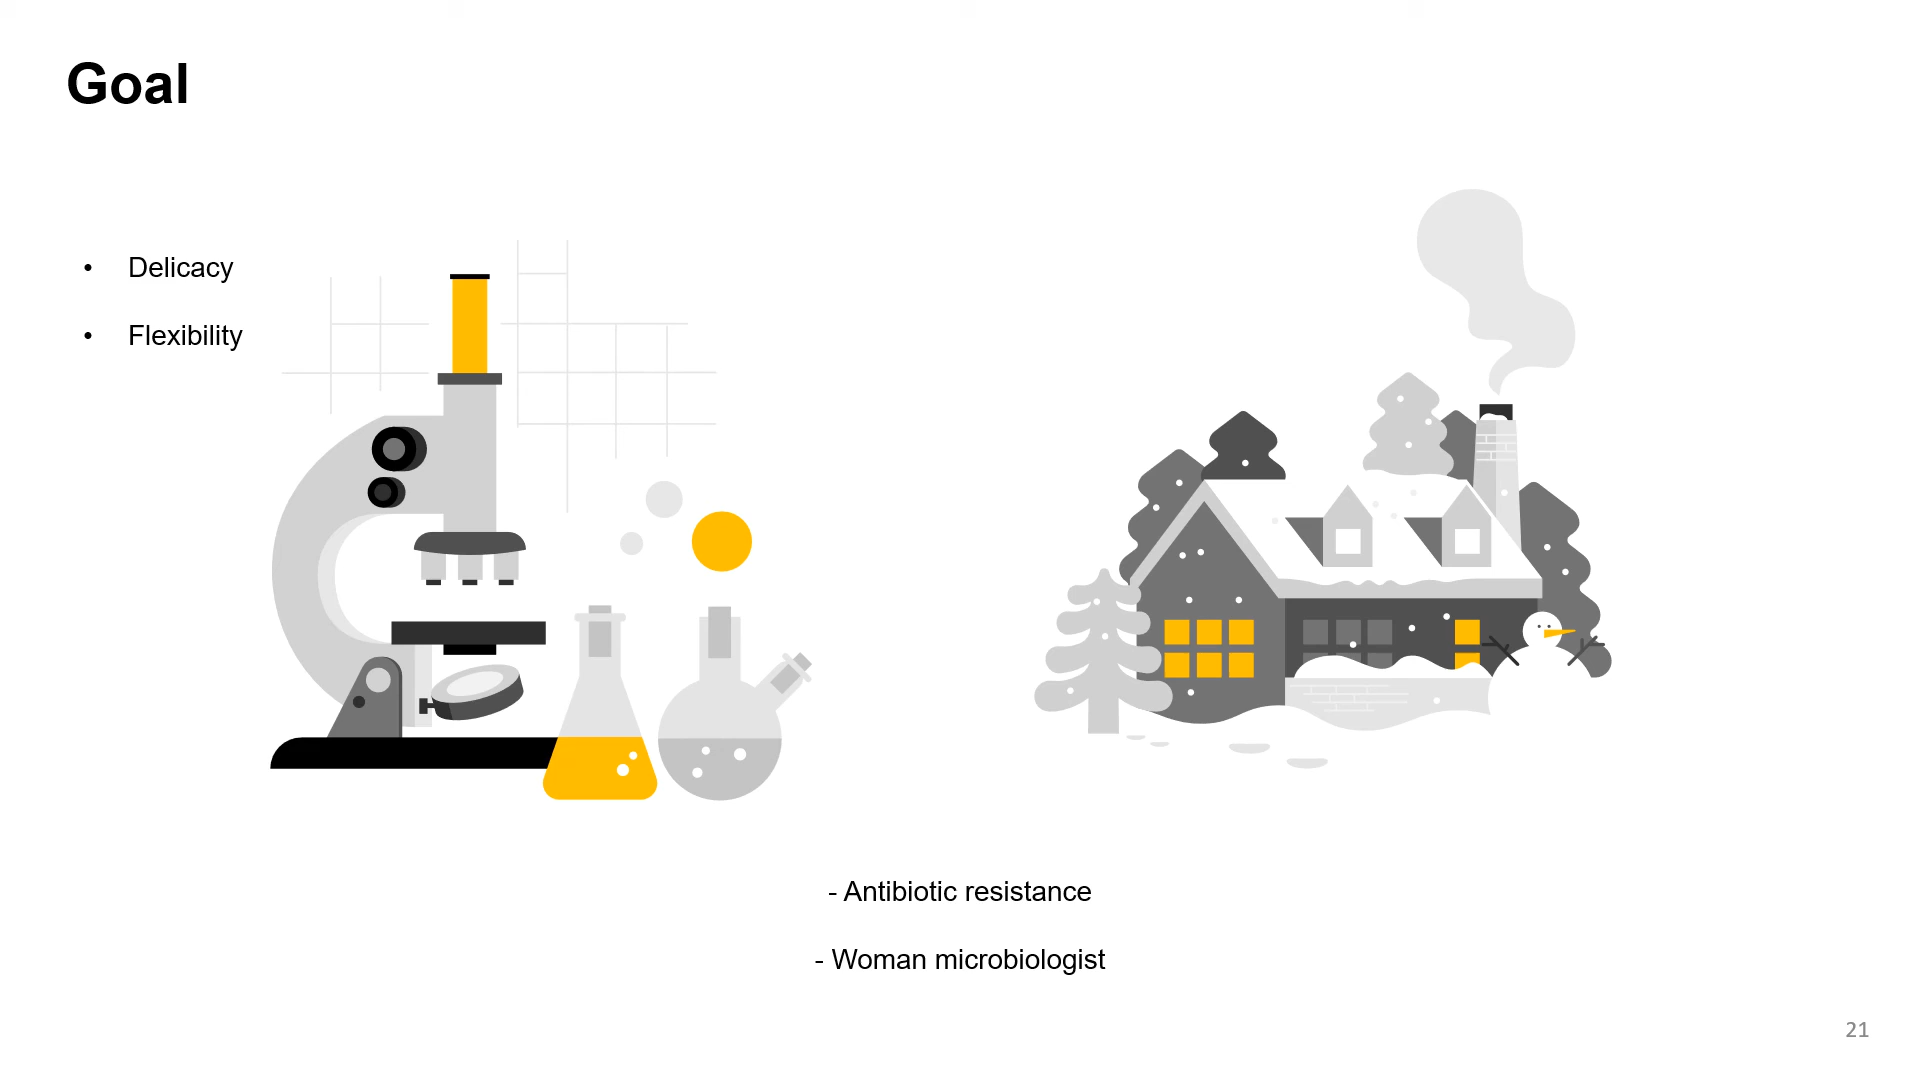 Goal
• Delicacy
• Flexibility
- Antibiotic resistance
- Woman microbiologist
21